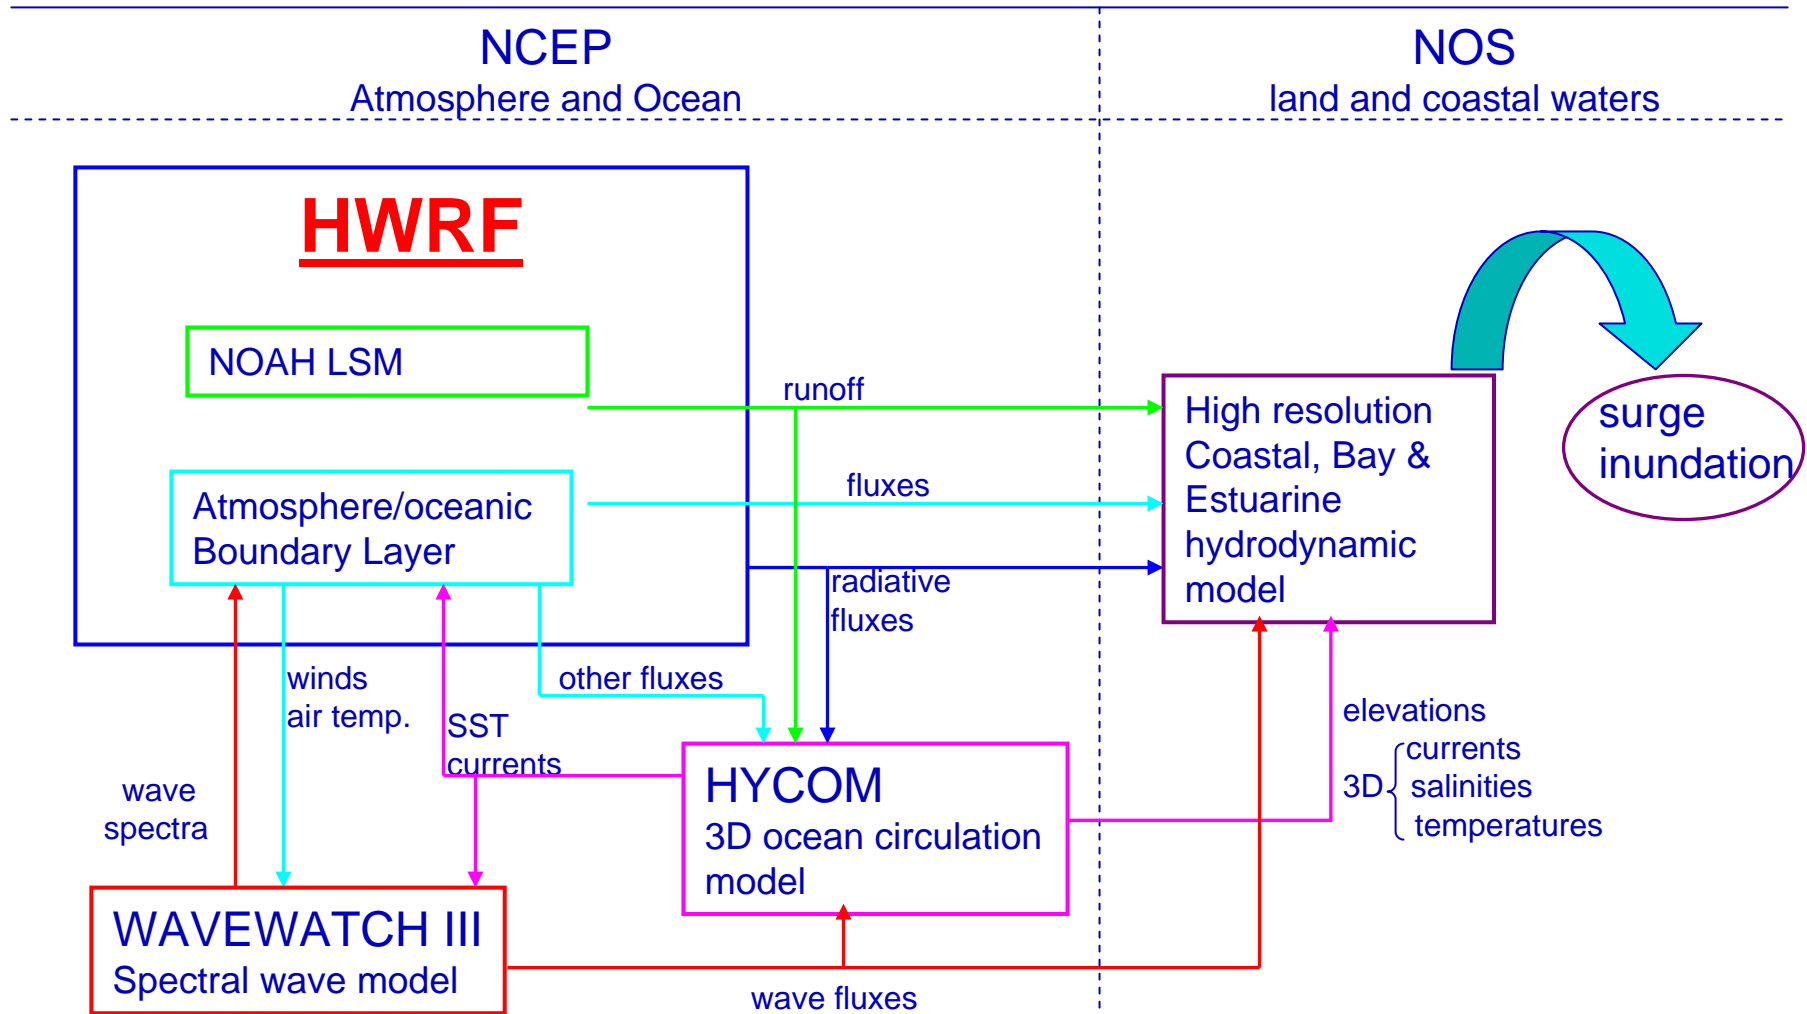 NCEP
Atmosphere and Ocean
NOS
land and coastal waters
HWRF
NOAH LSM
runoff
High resolution
Coastal, Bay &
Estuarine
hydrodynamic
model
surge
inundation
Atmosphere/oceanic
Boundary Layer
fluxes
radiative
fluxes
winds
air temp.
other fluxes
SST
currents
elevations
currents
3D salinities
temperatures
wave
spectra
HYCOM
3D ocean circulation
model
WAVEWATCH III
Spectral wave model
wave fluxes